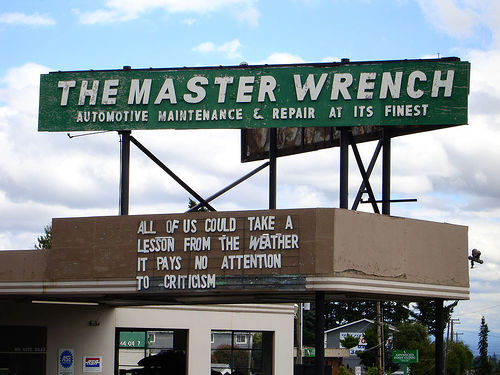 THE MASTER WRENCH
AUTOMOTIVE MAINTENANCE & REPAIR AT ITS FINEST
ALL OF US COULD TAKE A
LESSON FROM THE WEATHER
IT PAYS NO ATTENTION
TO CRITICISM
ASE